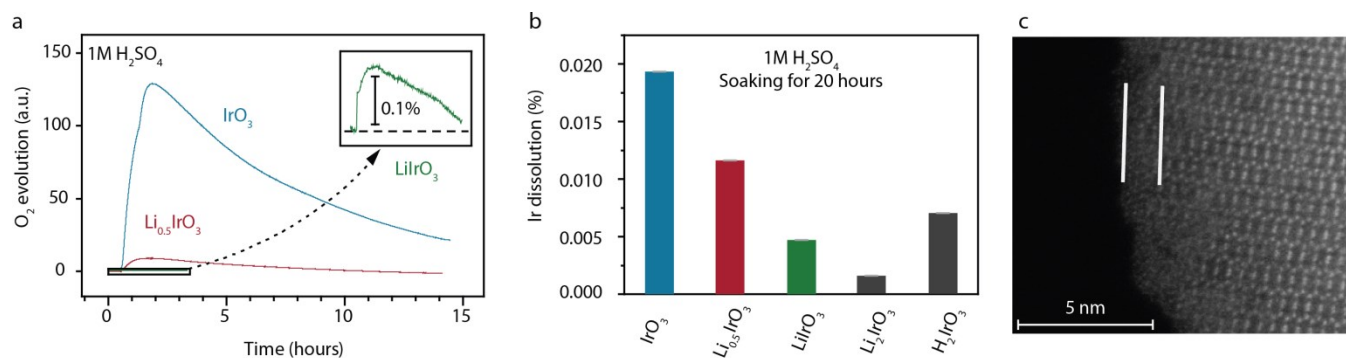 a
1M H₂SO₄
O₂ evolution (a.u.)
150
100
50
0
IrO₃
Li₀.₅IrO₃
0.1%
LiIrO₃
0
5
10
15
Time (hours)
b
1M H₂SO₄
Soaking for 20 hours
Ir dissolution (%)
0.020
0.015
0.010
0.005
0.000
IrO₃
Li₀.₅IrO₃
LiIrO₃
Li₂IrO₃
H₂IrO₃
c
5 nm